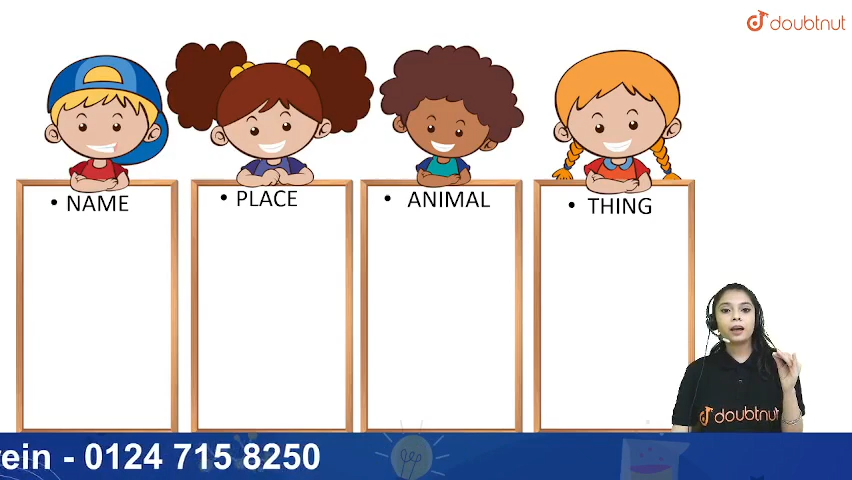 doubtnut
• NAME
• PLACE
• ANIMAL
• THING
doubtnut
rein - 0124 715 8250